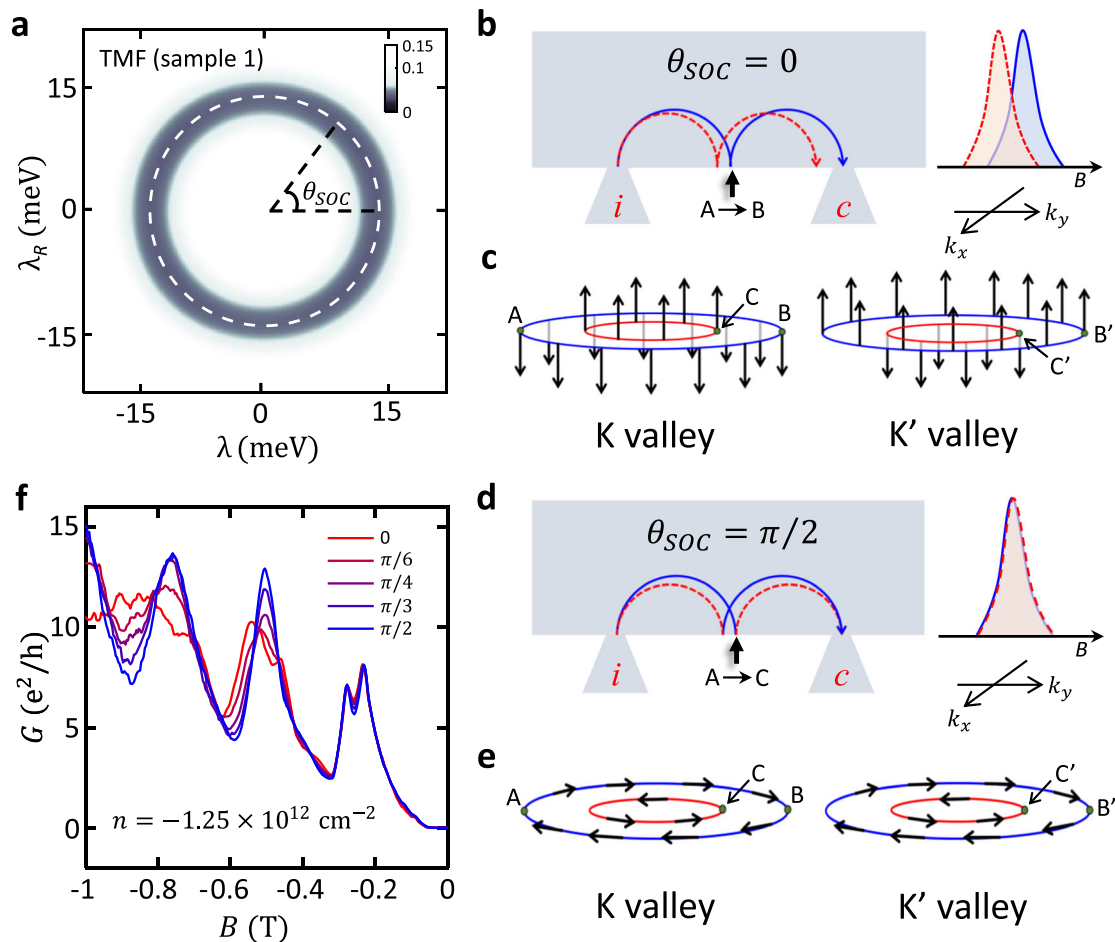 a
TMF (sample 1)
0.15
0.1
0
15
0
-15
λ_R (meV)
θ_SOC
-15
0
15
λ (meV)
b
θ_SOC = 0
i
A→B
c
B
k_y
k_x
c
A
C
B
B'
C'
K valley
K' valley
d
θ_SOC = π/2
i
A→C
c
B
k_y
k_x
e
A
C
B
C'
B'
K valley
K' valley
f
15
10
5
0
G (e²/h)
0
π/6
π/4
π/3
π/2
n = −1.25 × 10¹² cm⁻²
-1
-0.8
-0.6
-0.4
-0.2
0
B (T)